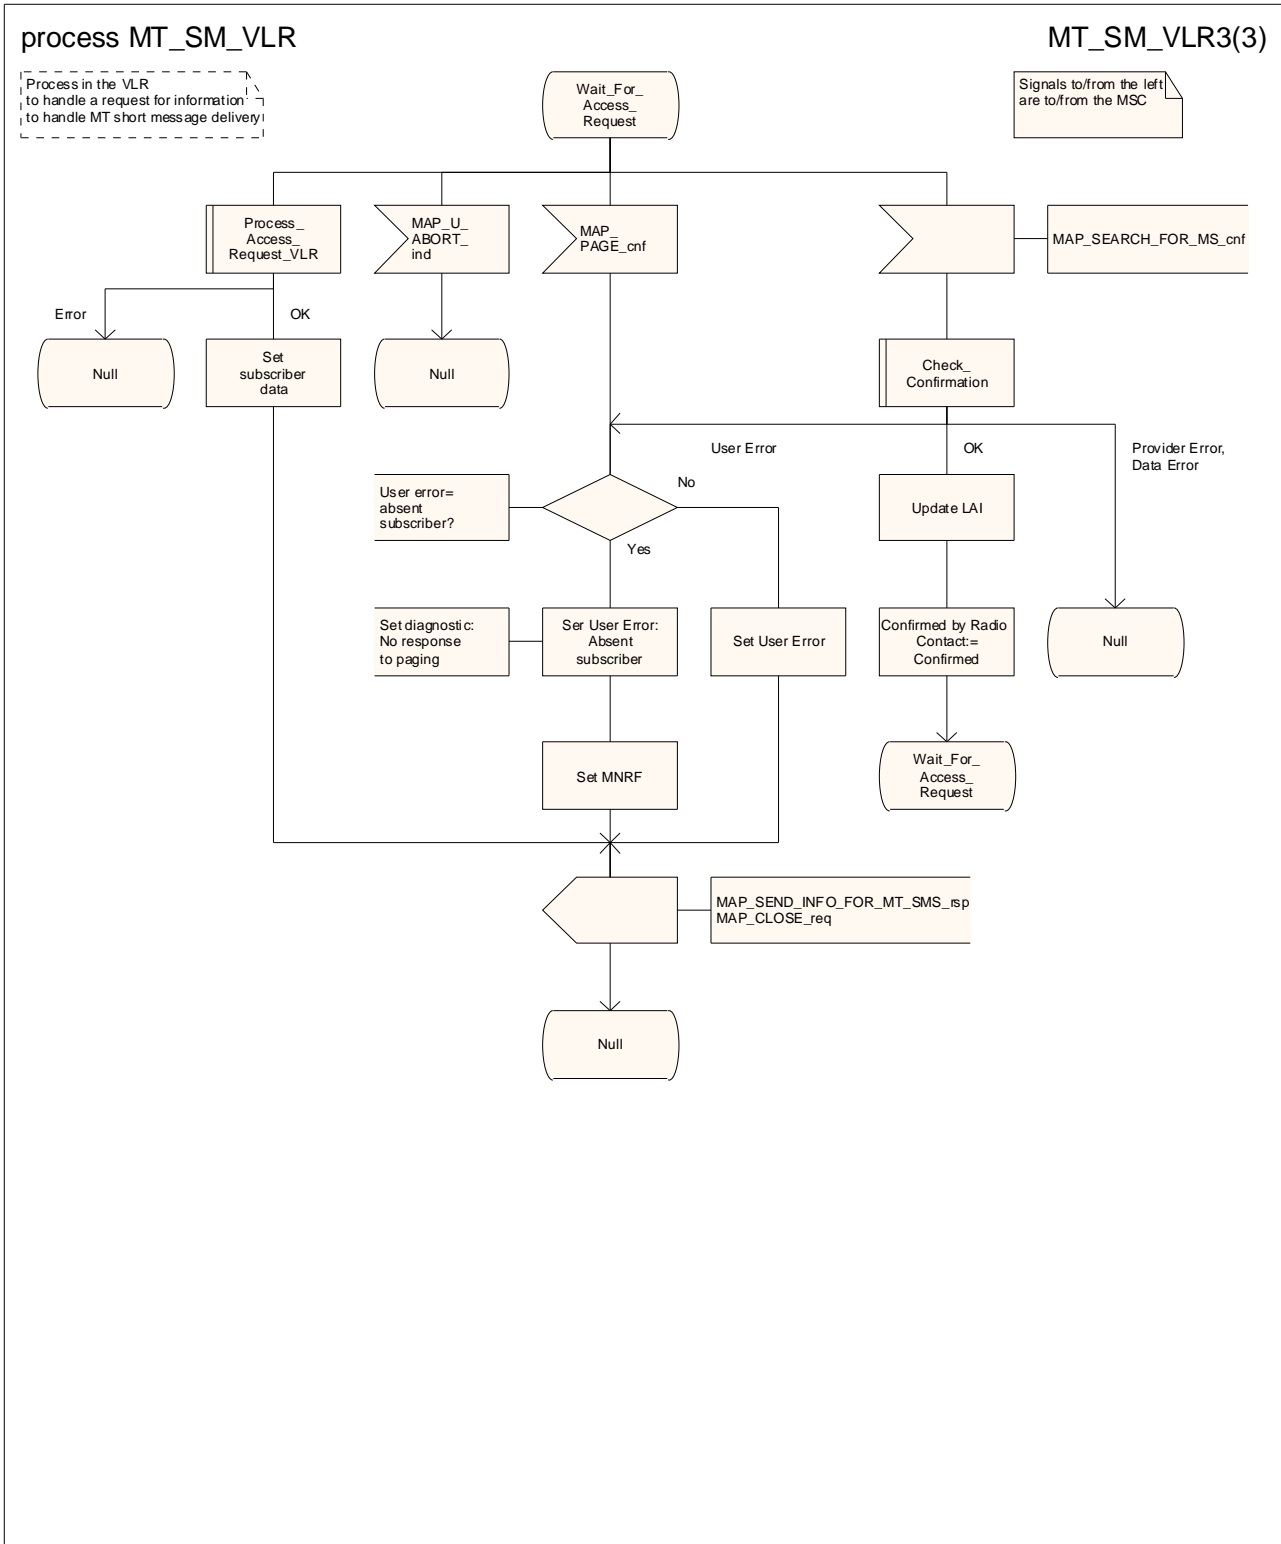 process MT_SM_VLR
MT_SM_VLR3(3)
Process in the VLR
to handle a request for information
to handle MT short message delivery
Wait_For_
Access_
Request
Signals to/from the left
are to/from the MSC
Process_
Access_
Request_VLR
MAP_U_
ABORT_
ind
MAP_
PAGE_cnf
MAP_SEARCH_FOR_MS_cnf
Error
OK
Null
Set
subscriber
data
Null
Check_
Confirmation
User Error
OK
Provider Error,
Data Error
User error=
absent
subscriber?
No
Yes
Update LAI
Set diagnostic:
No response
to paging
Ser User Error:
Absent
subscriber
Set User Error
Confirmed by Radio
Contact:=
Confirmed
Null
Set MNRF
Wait_For_
Access_
Request
MAP_SEND_INFO_FOR_MT_SMS_rsp
MAP_CLOSE_req
Null